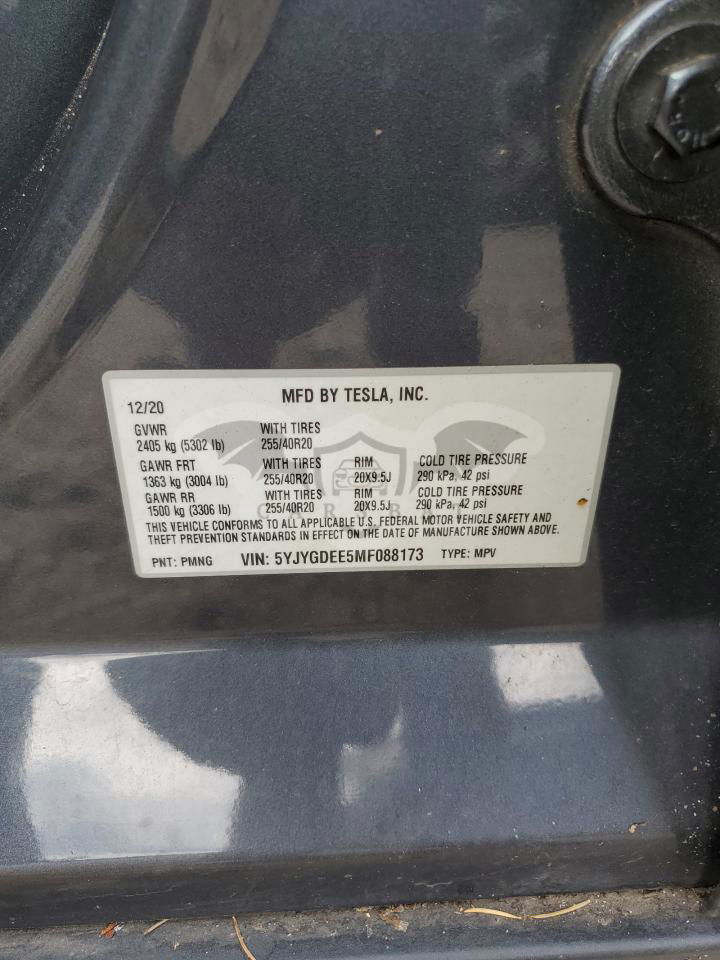 MFD BY TESLA, INC.
12/20
GVWR WITH TIRES
2405 kg (5302 lb) 255/40R20
GAWR FRT WITH TIRES RIM COLD TIRE PRESSURE
1363 kg (3004 lb) 255/40R20 20X9.5J 290 kPa, 42 psi
GAWR RR WITH TIRES RIM COLD TIRE PRESSURE
1500 kg (3306 lb) 255/40R20 20X9.5J 290 kPa, 42 psi
THIS VEHICLE CONFORMS TO ALL APPLICABLE U.S. FEDERAL MOTOR VEHICLE SAFETY AND
THEFT PREVENTION STANDARDS IN EFFECT ON THE DATE OF MANUFACTURE SHOWN ABOVE.
PNT: PMNG VIN: 5YJYGDEE5MF088173 TYPE: MPV